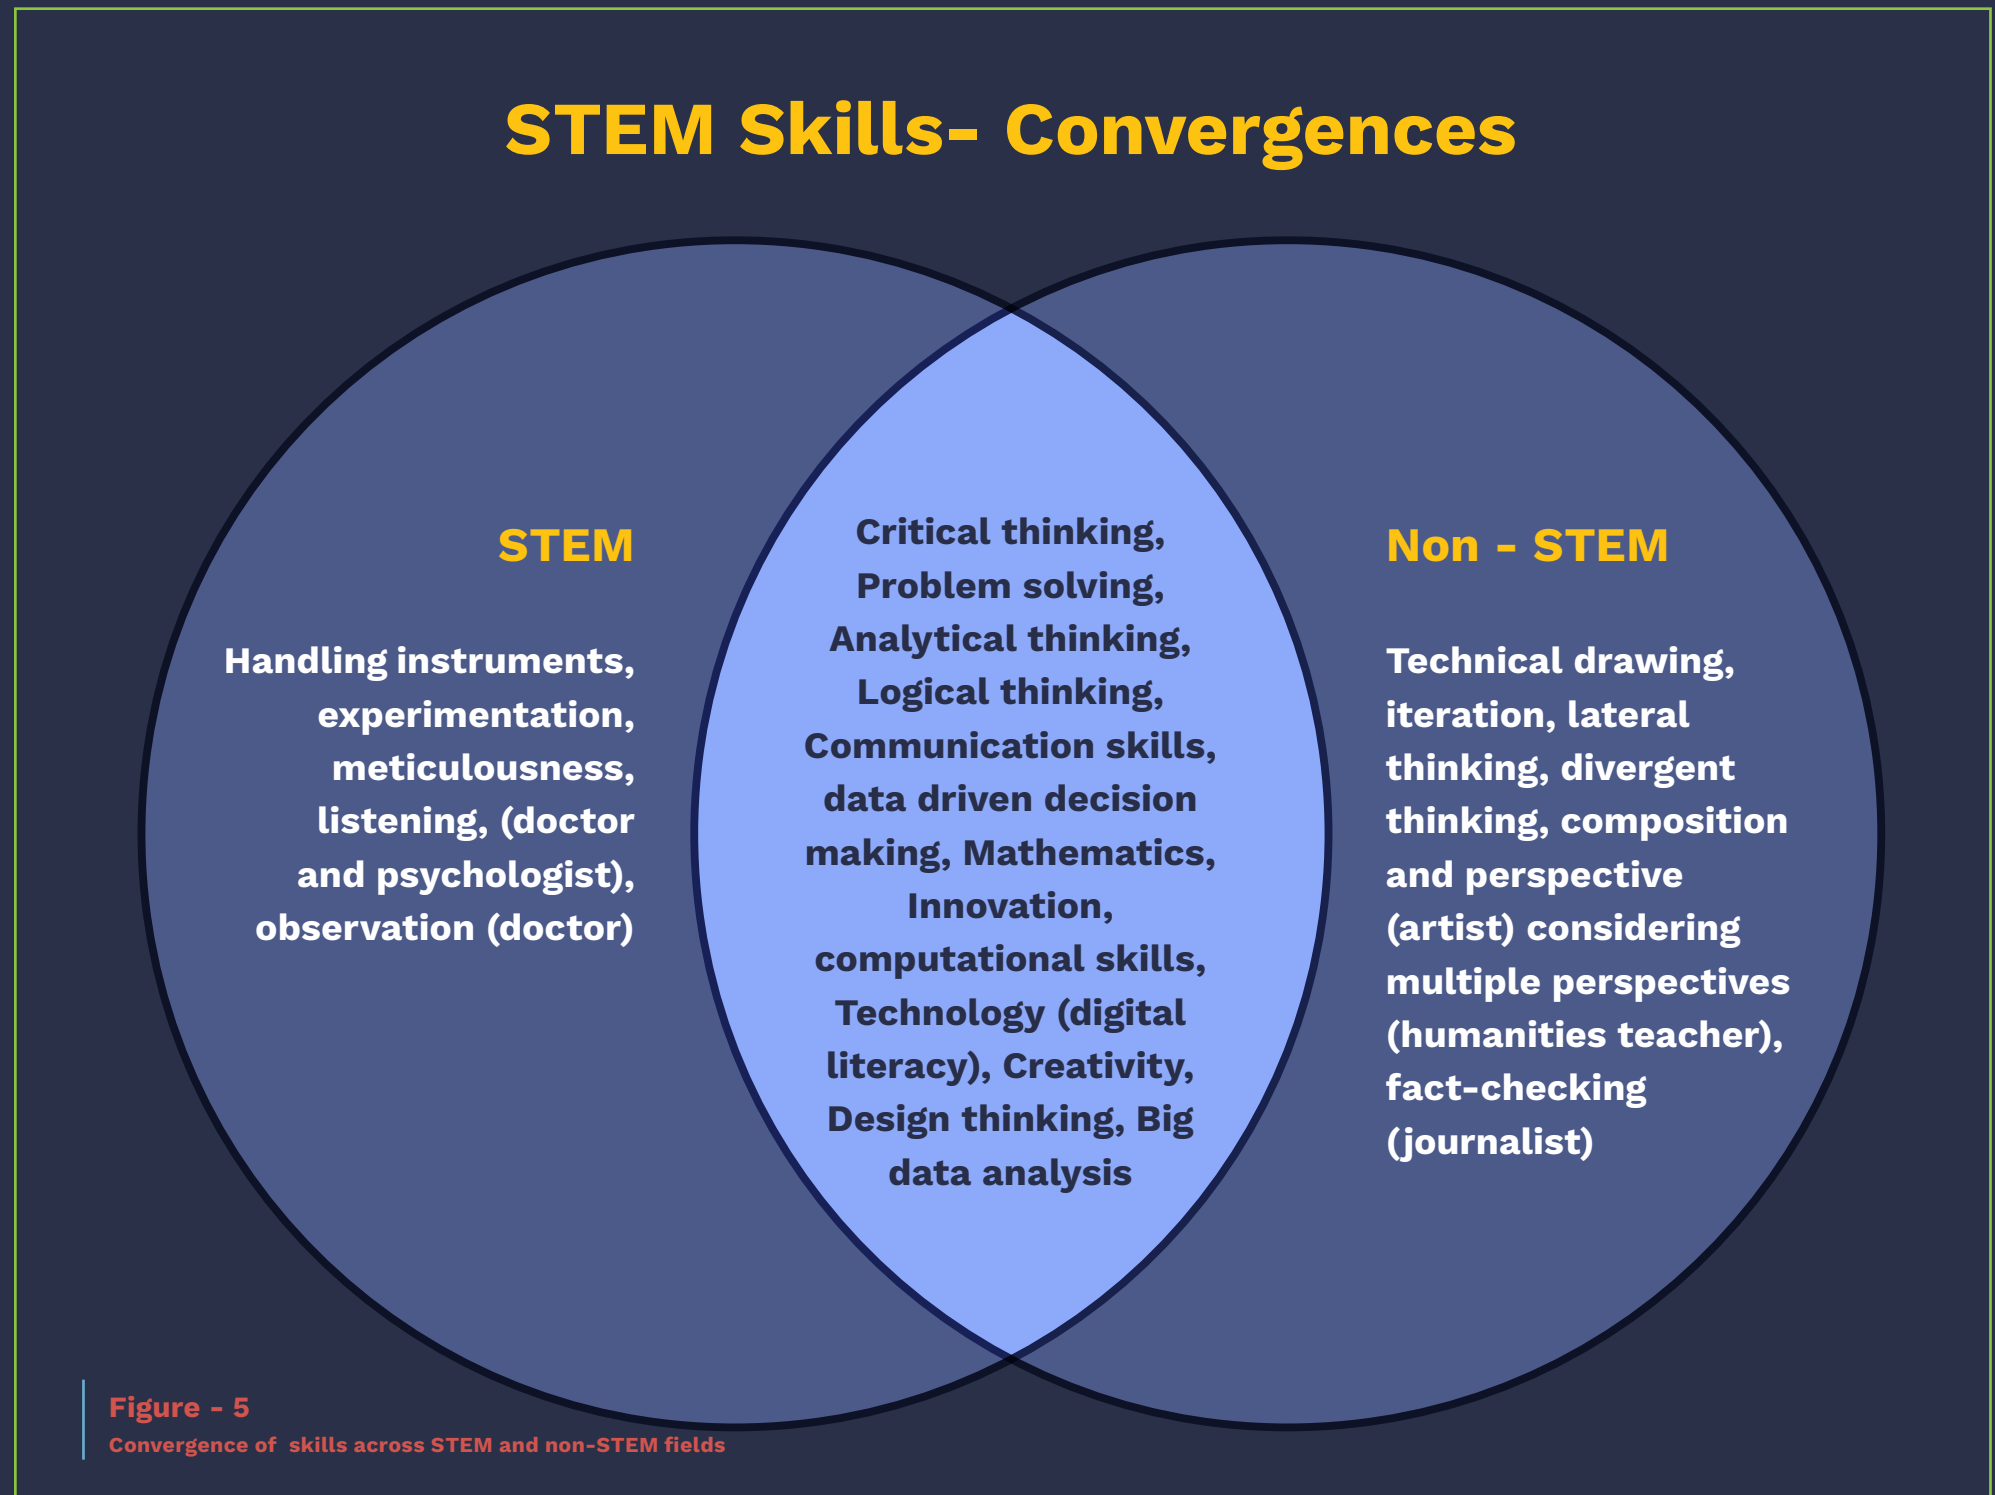 STEM Skills- Convergences
STEM
Handling instruments,
experimentation,
meticulousness,
listening, (doctor
and psychologist),
observation (doctor)
Critical thinking,
Problem solving,
Analytical thinking,
Logical thinking,
Communication skills,
data driven decision
making, Mathematics,
Innovation,
computational skills,
Technology (digital
literacy), Creativity,
Design thinking, Big
data analysis
Non - STEM
Technical drawing,
iteration, lateral
thinking, divergent
thinking, composition
and perspective
(artist) considering
multiple perspectives
(humanities teacher),
fact-checking
(journalist)
Figure - 5
Convergence of  skills across STEM and non-STEM fields